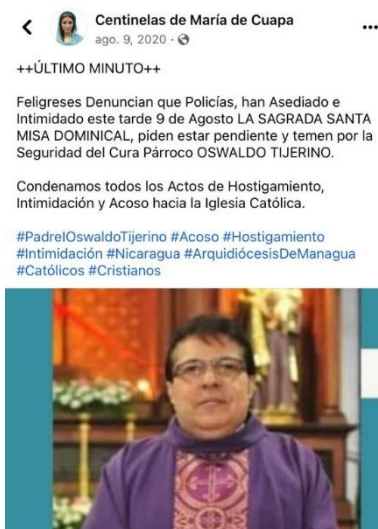 Centinelas de María de Cuapa
ago. 9, 2020 ·
++ÚLTIMO MINUTO++
Feligreses Denuncian que Policías, han Asediado e
Intimidado este tarde 9 de Agosto LA SAGRADA SANTA
MISA DOMINICAL, piden estar pendiente y temen por la
Seguridad del Cura Párroco OSWALDO TIJERINO.
Condenamos todos los Actos de Hostigamiento,
Intimidación y Acoso hacia la Iglesia Católica.
#PadrelOswaldoTijerino #Acoso #Hostigamiento
#Intimidación #Nicaragua #ArquidiócesisDeManagua
#Católicos #Cristianos